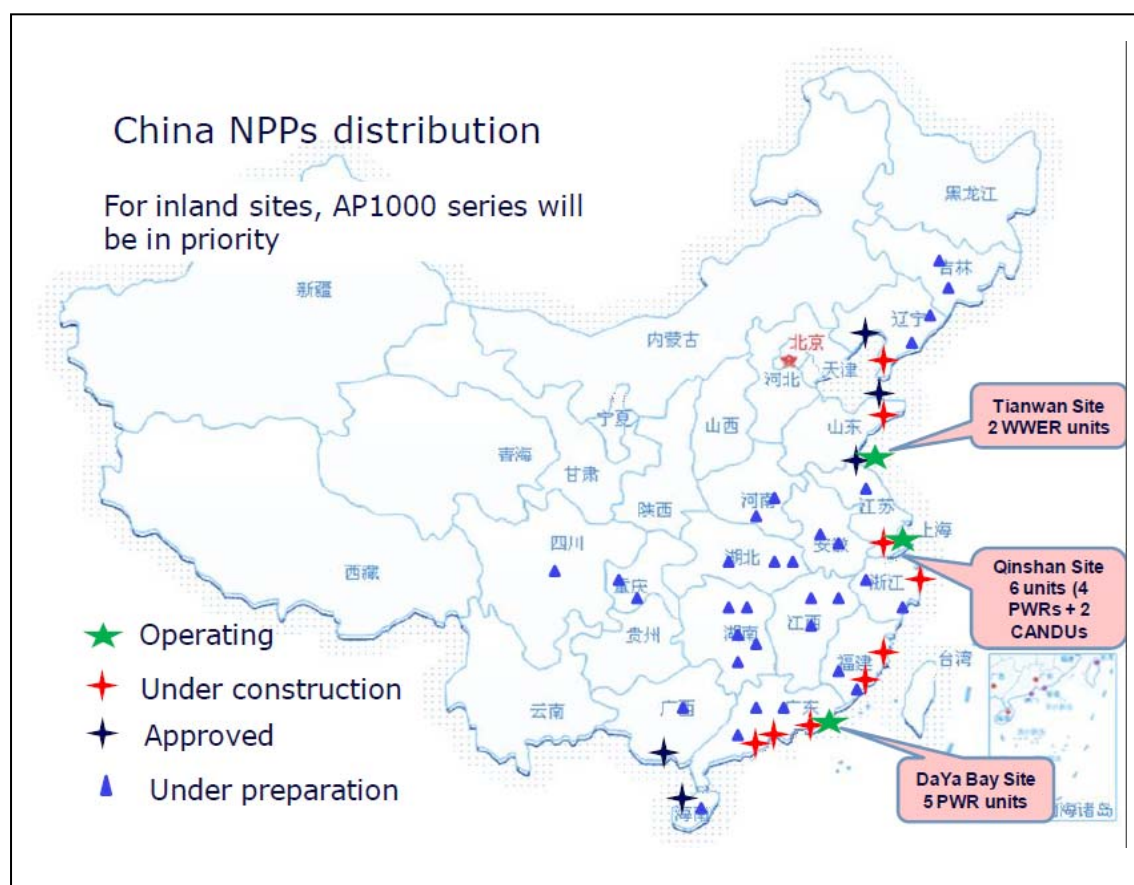 China NPPs distribution
For inland sites, AP1000 series will
be in priority
黑龙江
吉林
新疆
辽宁
内蒙古
北京
天津
河北
宁夏
山西
山东
青海
甘肃
陕西
河南
江苏
Tianwan Site
2 WWER units
四川
湖北
安徽
上海
西藏
重庆
浙江
Qinshan Site
6 units (4
PWRs + 2
CANDUs
贵州
湖南
江西
福建
台湾
云南
广西
广东
海南
Operating
Under construction
Approved
Under preparation
DaYa Bay Site
5 PWR units
海诸岛